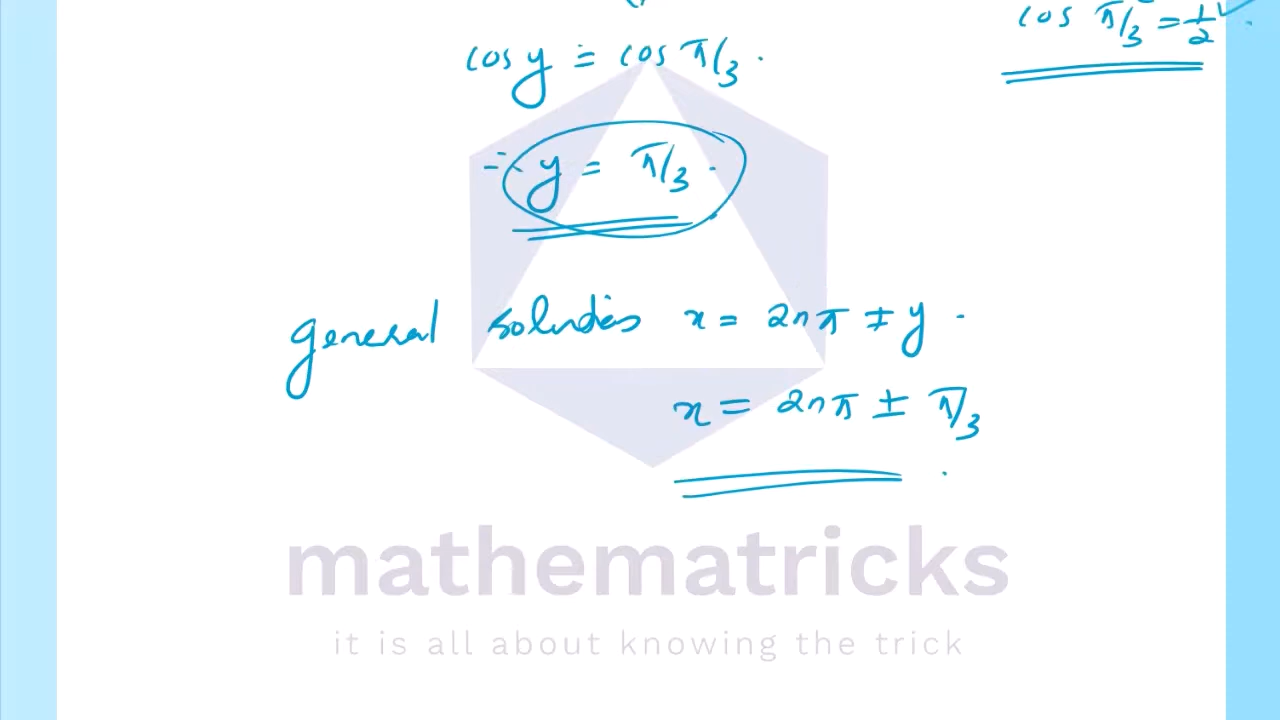 cos π/3 = 1/2
cos y = cos π/3.
⇒ y = π/3.
general solution x = 2nπ ± y.
x = 2nπ ± π/3
mathematricks
it is all about knowing the trick